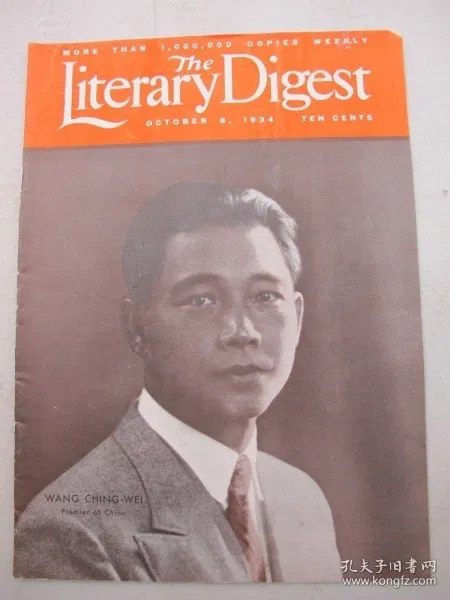 MORE THAN 1,000,000 COPIES WEEKLY
The
Literary Digest
OCTOBER 6, 1934 TEN CENTS
WANG CHING-WEI
Premier of China
孔夫子旧书网
www.kongfz.com